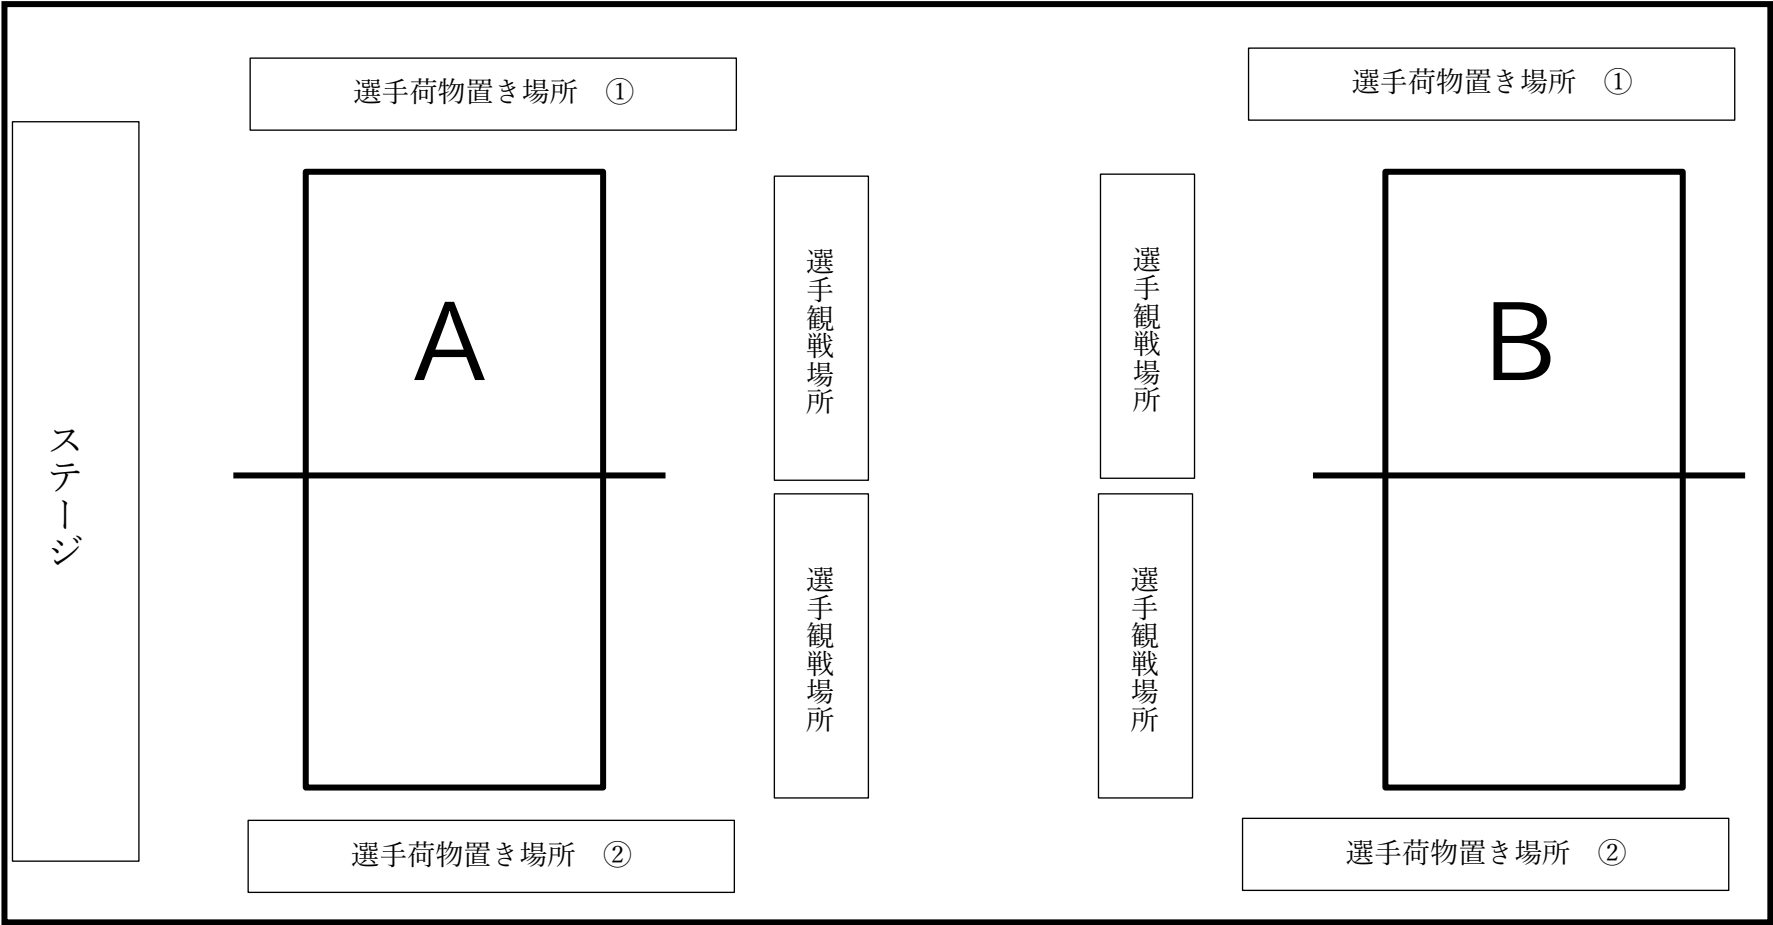 選手荷物置き場所　①
選手荷物置き場所　①
ステージ
A
選手観戦場所
選手観戦場所
B
選手観戦場所
選手観戦場所
選手荷物置き場所　②
選手荷物置き場所　②